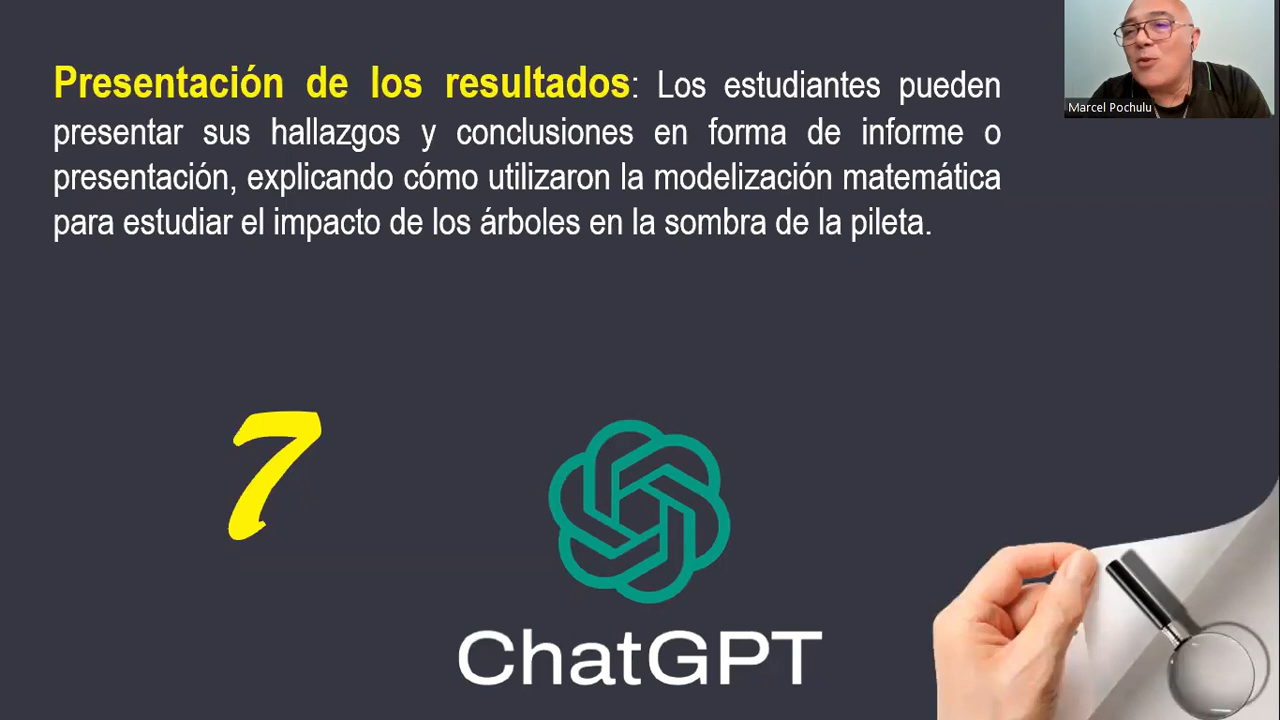 Presentación de los resultados: Los estudiantes pueden
presentar sus hallazgos y conclusiones en forma de informe o
presentación, explicando cómo utilizaron la modelización matemática
para estudiar el impacto de los árboles en la sombra de la pileta.
Marcel Pochulu
7
ChatGPT